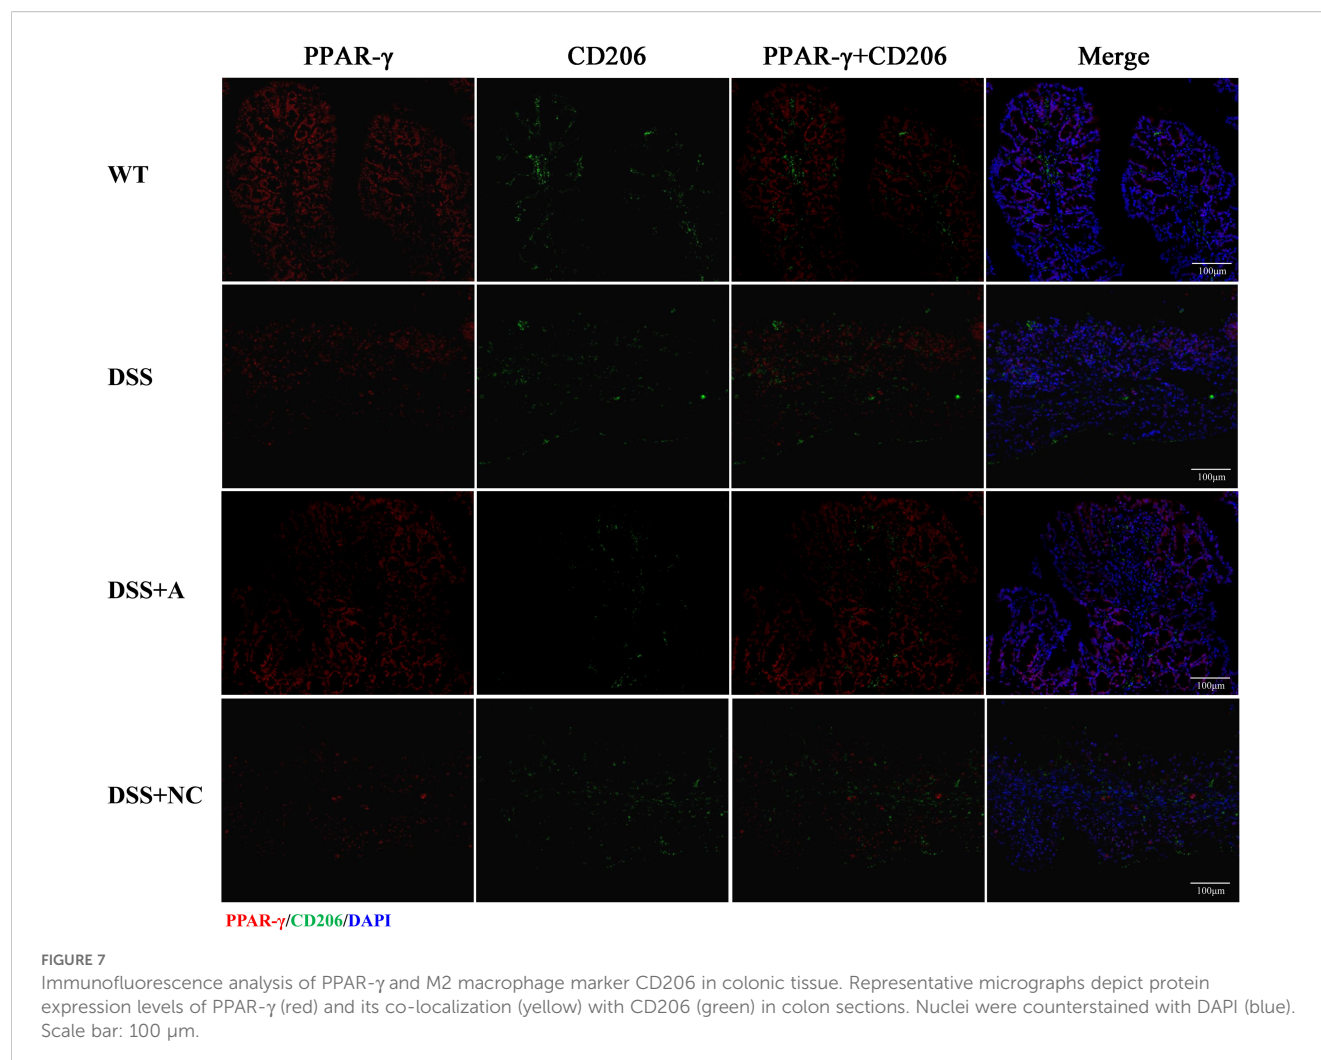 PPAR-γ CD206 PPAR-γ+CD206 Merge
WT
100μm
DSS
100μm
DSS+A
100μm
DSS+NC
100μm
PPAR-γ/CD206/DAPI
FIGURE 7
Immunofluorescence analysis of PPAR-γ and M2 macrophage marker CD206 in colonic tissue. Representative micrographs depict protein
expression levels of PPAR-γ (red) and its co-localization (yellow) with CD206 (green) in colon sections. Nuclei were counterstained with DAPI (blue).
Scale bar: 100 μm.